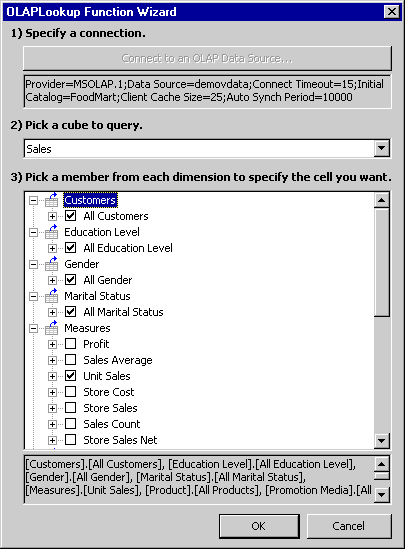 OLAPLookup Function Wizard
1) Specify a connection.
Connect to an OLAP Data Source...
Provider=MSOLAP.1;Data Source=demovdata;Connect Timeout=15;Initial
Catalog=FoodMart;Client Cache Size=25;Auto Synch Period=10000
2) Pick a cube to query.
Sales
3) Pick a member from each dimension to specify the cell you want.
Customers
All Customers
Education Level
All Education Level
Gender
All Gender
Marital Status
All Marital Status
Measures
Profit
Sales Average
Unit Sales
Store Cost
Store Sales
Sales Count
Store Sales Net
[Customers].[All Customers], [Education Level].[All Education Level],
[Gender].[All Gender], [Marital Status].[All Marital Status],
[Measures].[Unit Sales], [Product].[All Products], [Promotion Media].[All
OK
Cancel